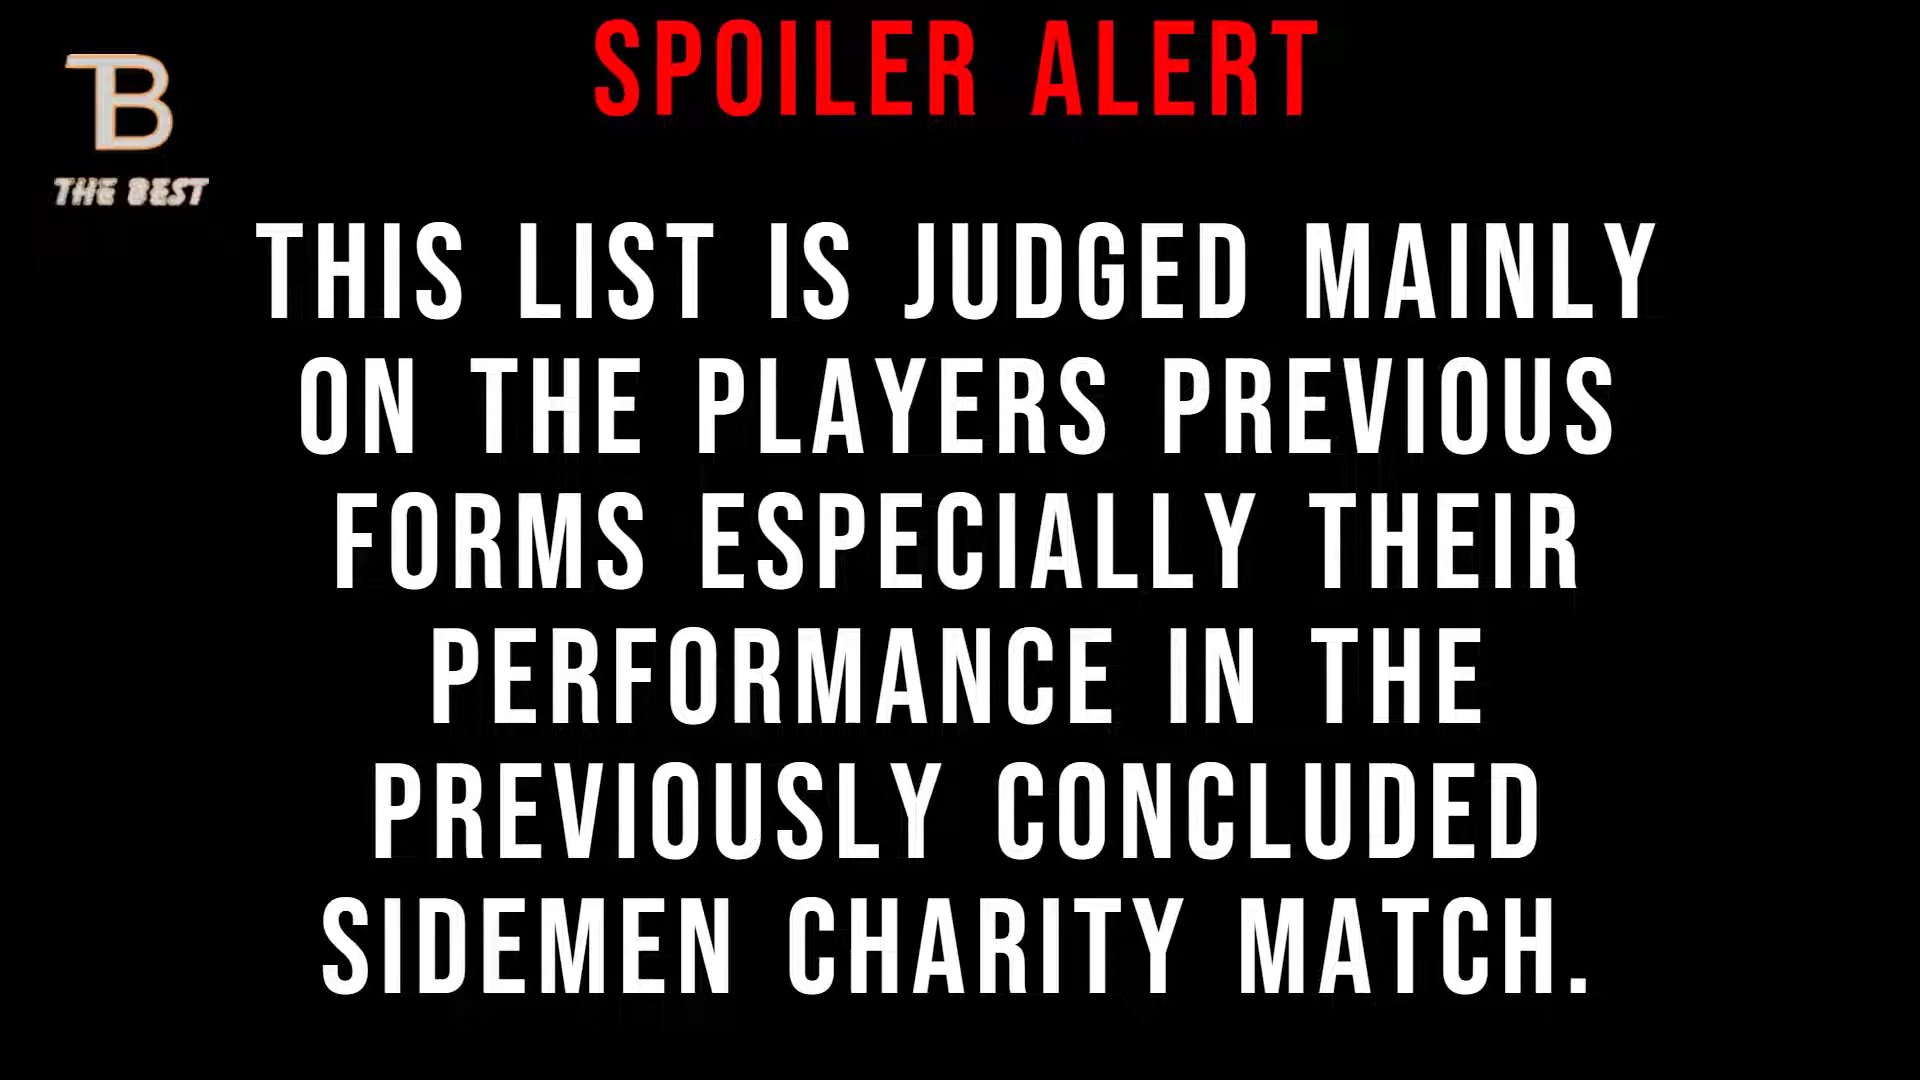 SPOILER ALERT
B
THE BEST
THIS LIST IS JUDGED MAINLY
ON THE PLAYERS PREVIOUS
FORMS ESPECIALLY THEIR
PERFORMANCE IN THE
PREVIOUSLY CONCLUDED
SIDEMEN CHARITY MATCH.